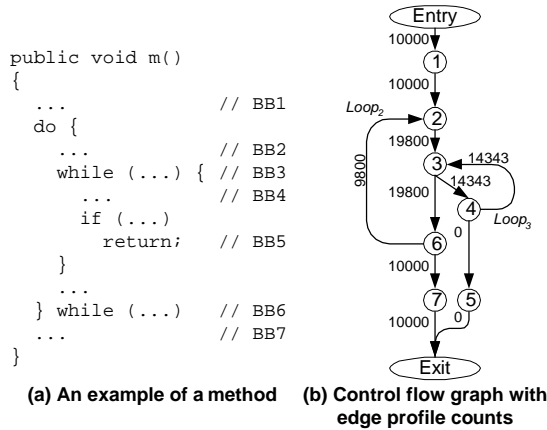 public void m()
{
... // BB1
do {
... // BB2
while (...) { // BB3
... // BB4
if (...)
return; // BB5
}
...
} while (...) // BB6
... // BB7
}
(a) An example of a method
Entry
10000
1
10000
Loop2
2
19800
9800
3
14343
14343
19800
4
0
Loop3
6
10000
7
5
10000
0
Exit
(b) Control flow graph with
edge profile counts